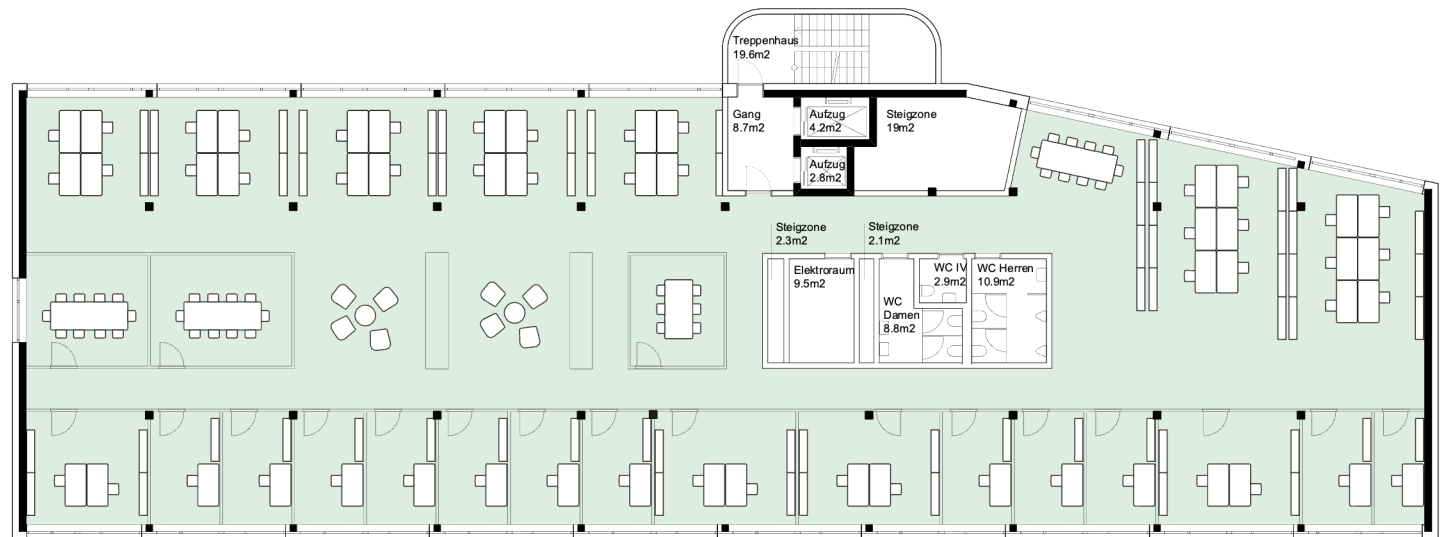 Treppenhaus
19.6m2
Gang
8.7m2
Aufzug
4.2m2
Steigzone
19m2
Aufzug
2.8m2
Steigzone
2.3m2
Steigzone
2.1m2
Elektroraum
9.5m2
WC IV
2.9m2
WC Herren
10.9m2
WC
Damen
8.8m2